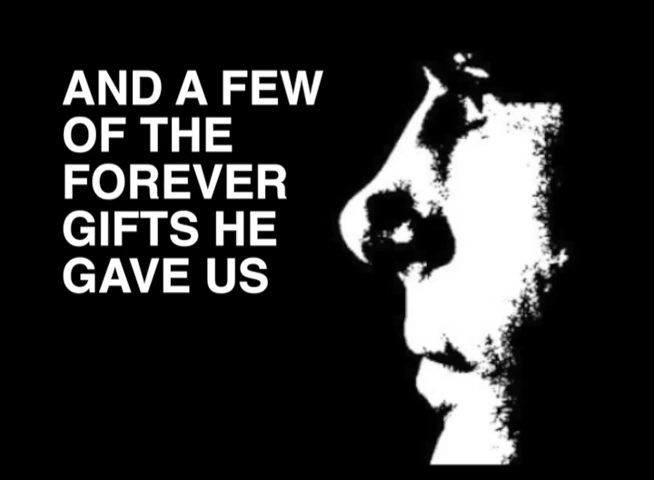 AND A FEW
OF THE
FOREVER
GIFTS HE
GAVE US